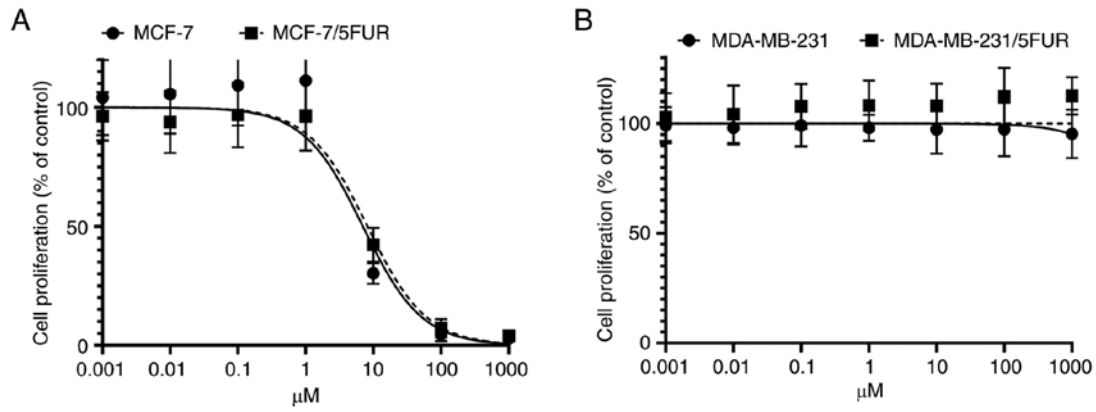 A
MCF-7 MCF-7/5FUR
Cell proliferation (% of control)
100
50
0
0.001 0.01 0.1 1 10 100 1000
μM
B
MDA-MB-231 MDA-MB-231/5FUR
Cell proliferation (% of control)
100
50
0
0.001 0.01 0.1 1 10 100 1000
μM